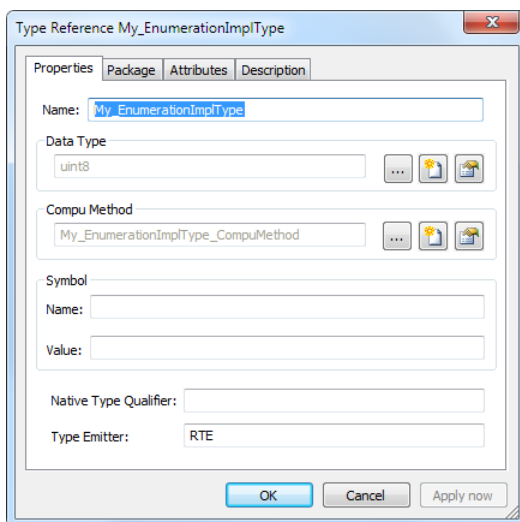 Type Reference My_EnumerationImplType
Properties Package Attributes Description
Name: My_EnumerationImplType
Data Type
uint8
...
Compu Method
My_EnumerationImplType_CompuMethod
...
Symbol
Name:
Value:
Native Type Qualifier:
Type Emitter: RTE
OK Cancel Apply now